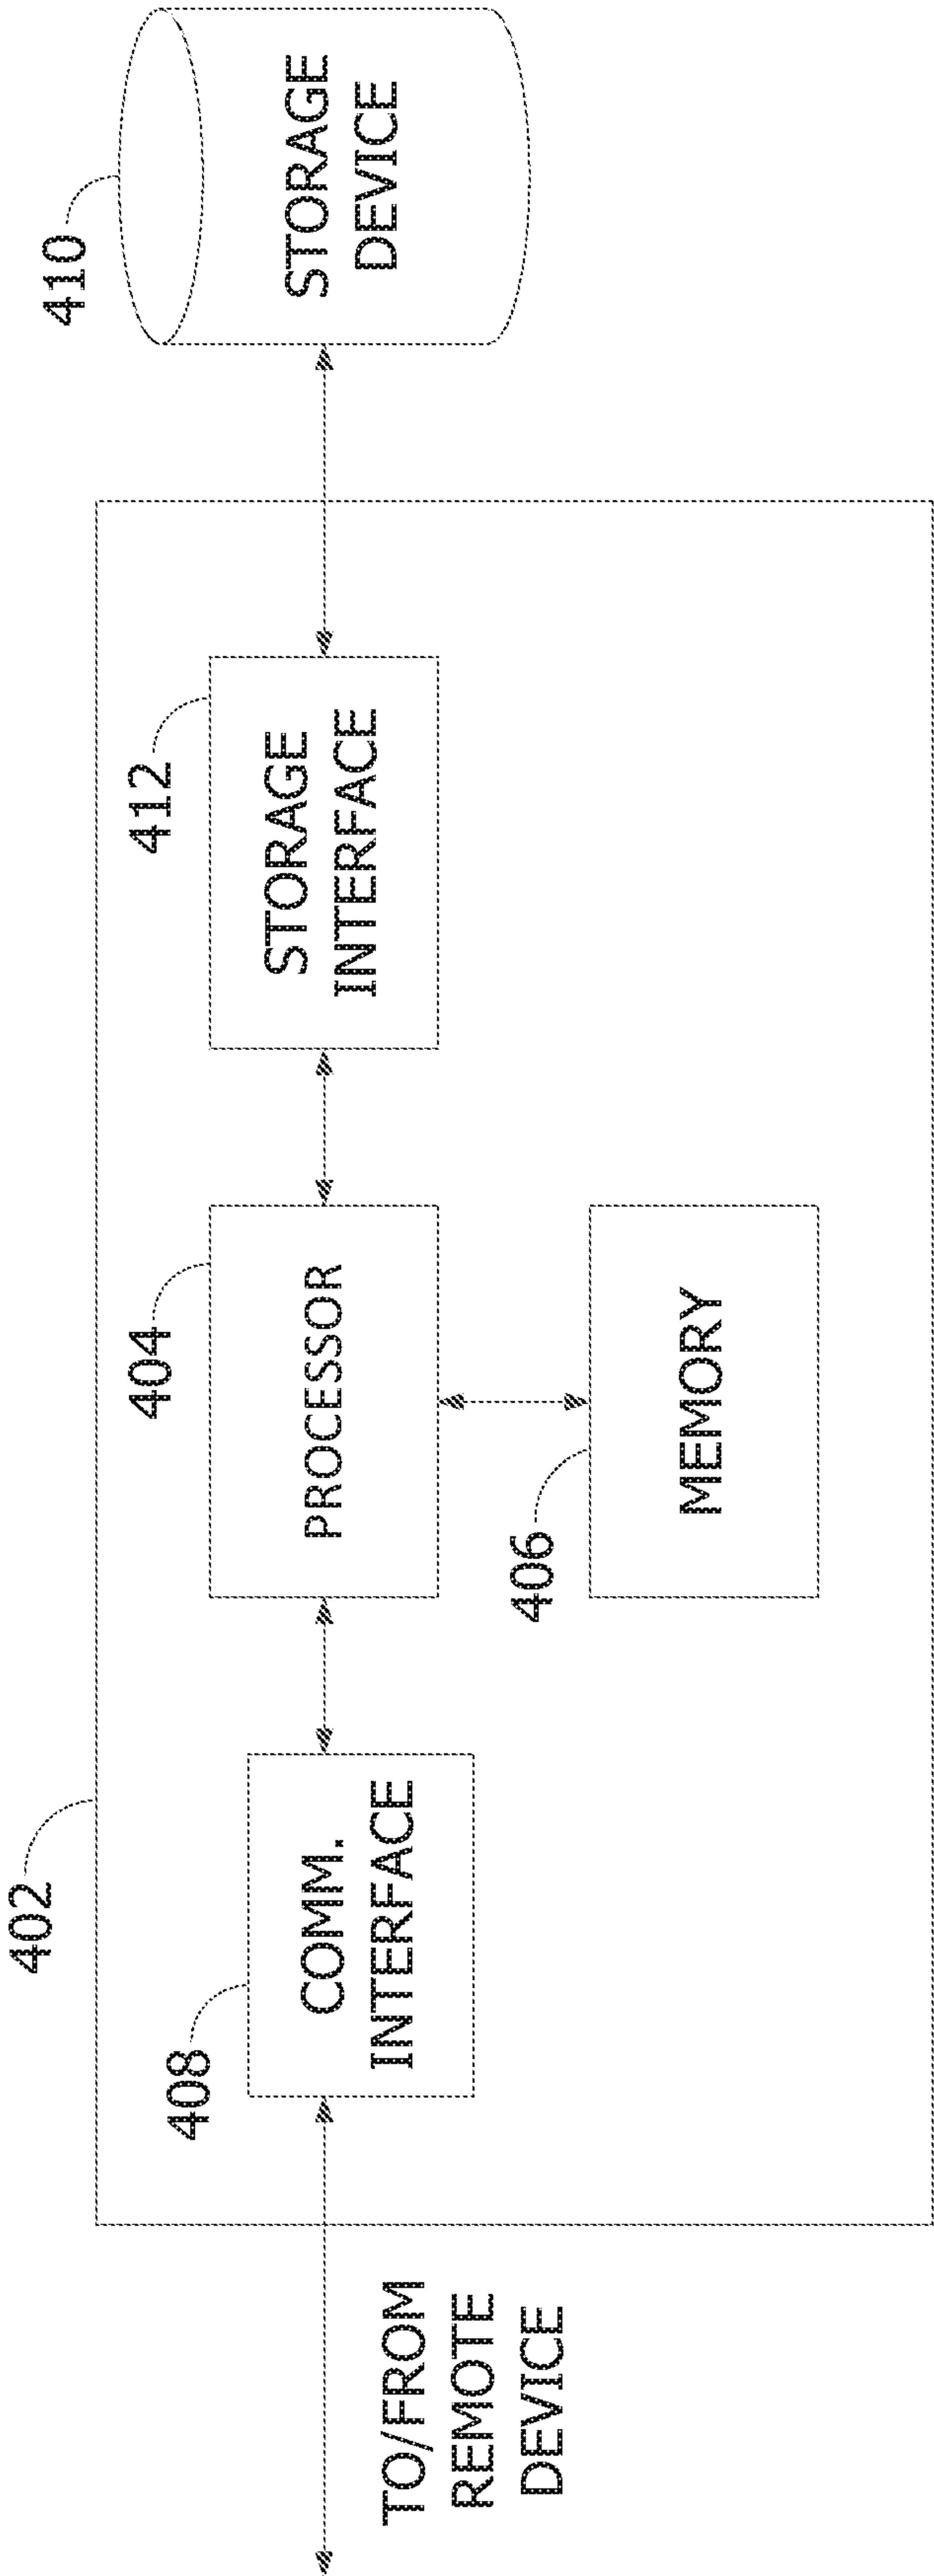 402
408
COMM.
INTERFACE
404
PROCESSOR
406
MEMORY
412
STORAGE
INTERFACE
410
STORAGE
DEVICE
TO/FROM
REMOTE
DEVICE